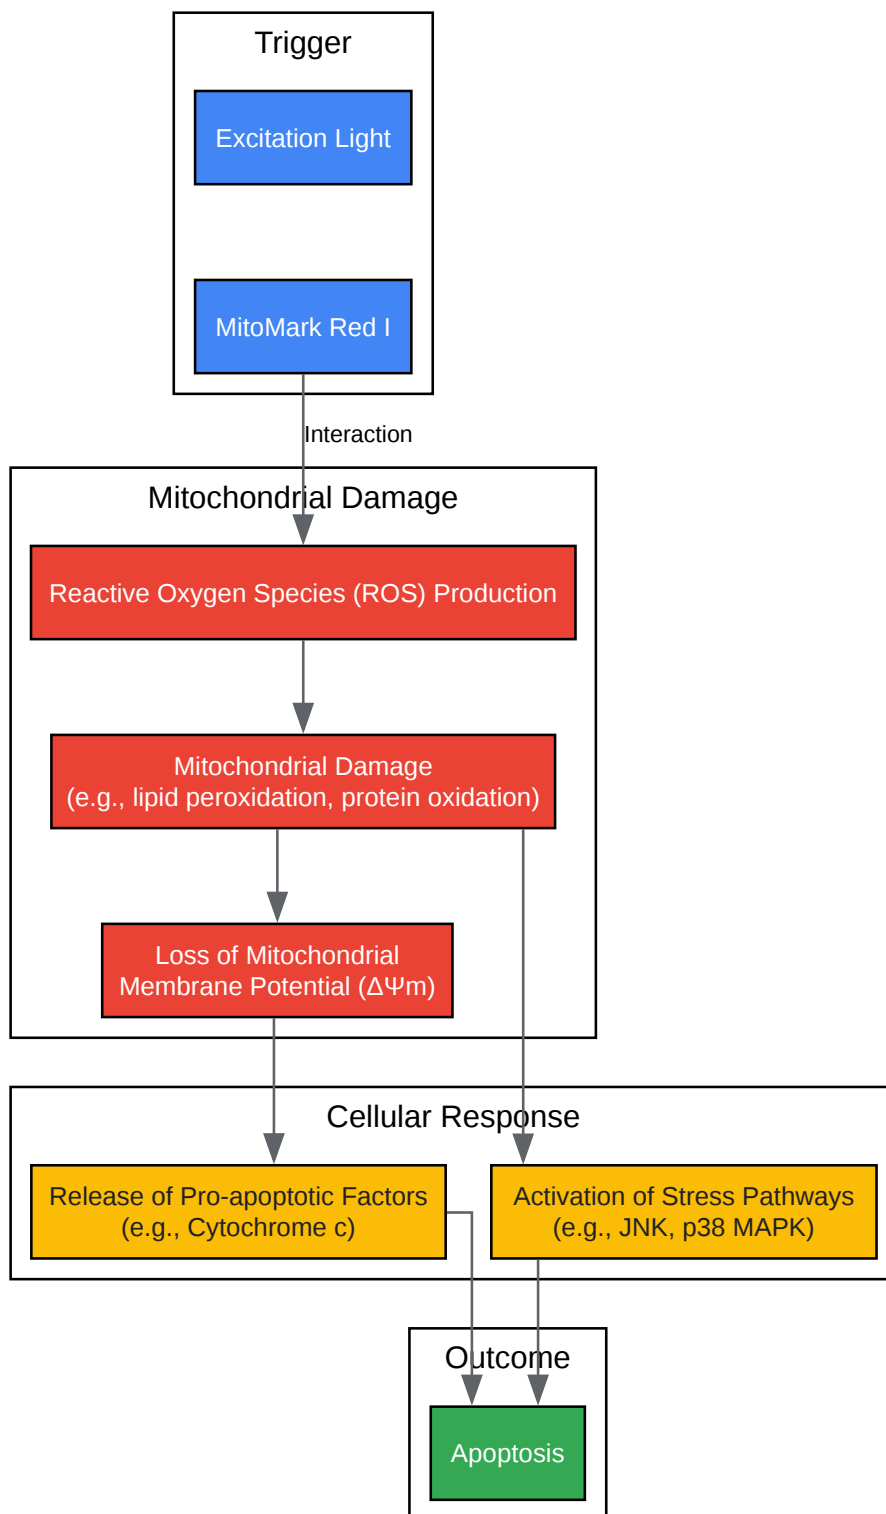 Trigger
Excitation Light
MitoMark Red I
Interaction
Mitochondrial Damage
Reactive Oxygen Species (ROS) Production
Mitochondrial Damage
(e.g., lipid peroxidation, protein oxidation)
Loss of Mitochondrial
Membrane Potential (ΔΨm)
Cellular Response
Release of Pro-apoptotic Factors
(e.g., Cytochrome c)
Activation of Stress Pathways
(e.g., JNK, p38 MAPK)
Outcome
Apoptosis